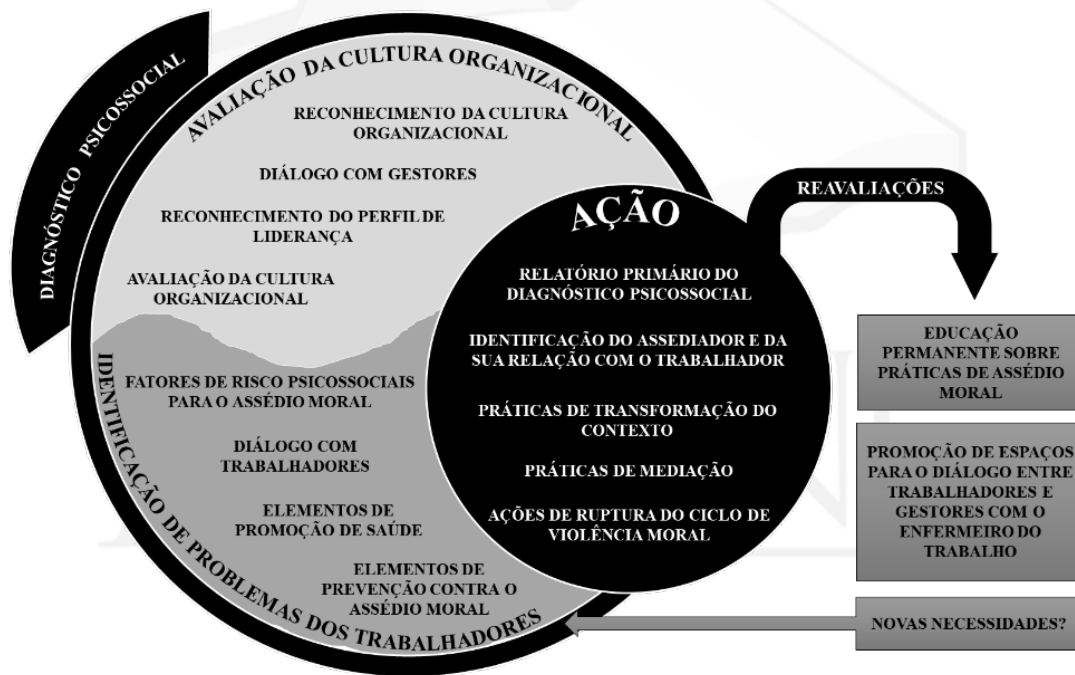 DIAGNÓSTICO PSICOSSOCIAL
AVALIAÇÃO DA CULTURA ORGANIZACIONAL
RECONHECIMENTO DA CULTURA
ORGANIZACIONAL
DIÁLOGO COM GESTORES
RECONHECIMENTO DO PERFIL DE
LIDERANÇA
AVALIAÇÃO DA CULTURA
ORGANIZACIONAL
IDENTIFICAÇÃO DE PROBLEMAS DOS TRABALHADORES
FATORES DE RISCO PSICOSSOCIAIS
PARA O ASSÉDIO MORAL
DIÁLOGO COM
TRABALHADORES
ELEMENTOS DE
PROMOÇÃO DE SAÚDE
ELEMENTOS DE
PREVENÇÃO CONTRA O
ASSÉDIO MORAL
AÇÃO
RELATÓRIO PRIMÁRIO DO
DIAGNÓSTICO PSICOSSOCIAL
IDENTIFICAÇÃO DO ASSEDIADOR E DA
SUA RELAÇÃO COM O TRABALHADOR
PRÁTICAS DE TRANSFORMAÇÃO DO
CONTEXTO
PRÁTICAS DE MEDIAÇÃO
AÇÕES DE RUPTURA DO CICLO DE
VIOLÊNCIA MORAL
REAVALIAÇÕES
EDUCAÇÃO
PERMANENTE SOBRE
PRÁTICAS DE ASSÉDIO
MORAL
PROMOÇÃO DE ESPAÇOS
PARA O DIÁLOGO ENTRE
TRABALHADORES E
GESTORES COM O
ENFERMEIRO DO
TRABALHO
NOVAS NECESSIDADES?